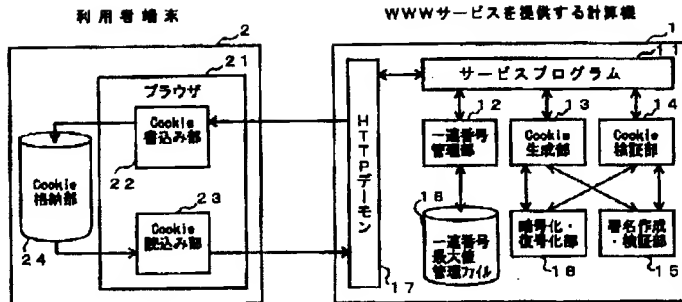 利用者端末
WWWサービスを提供する計算機
2
21
ブラウザ
Cookie
書込み部
22
Cookie
格納部
24
23
Cookie
読込み部
1
11
サービスプログラム
HTTPデーモン
17
12
一連番号
管理部
13
Cookie
生成部
14
Cookie
検証部
18
一連番号
最大値
管理ファイル
暗号化・
復号化部
16
署名作成
・検証部
15